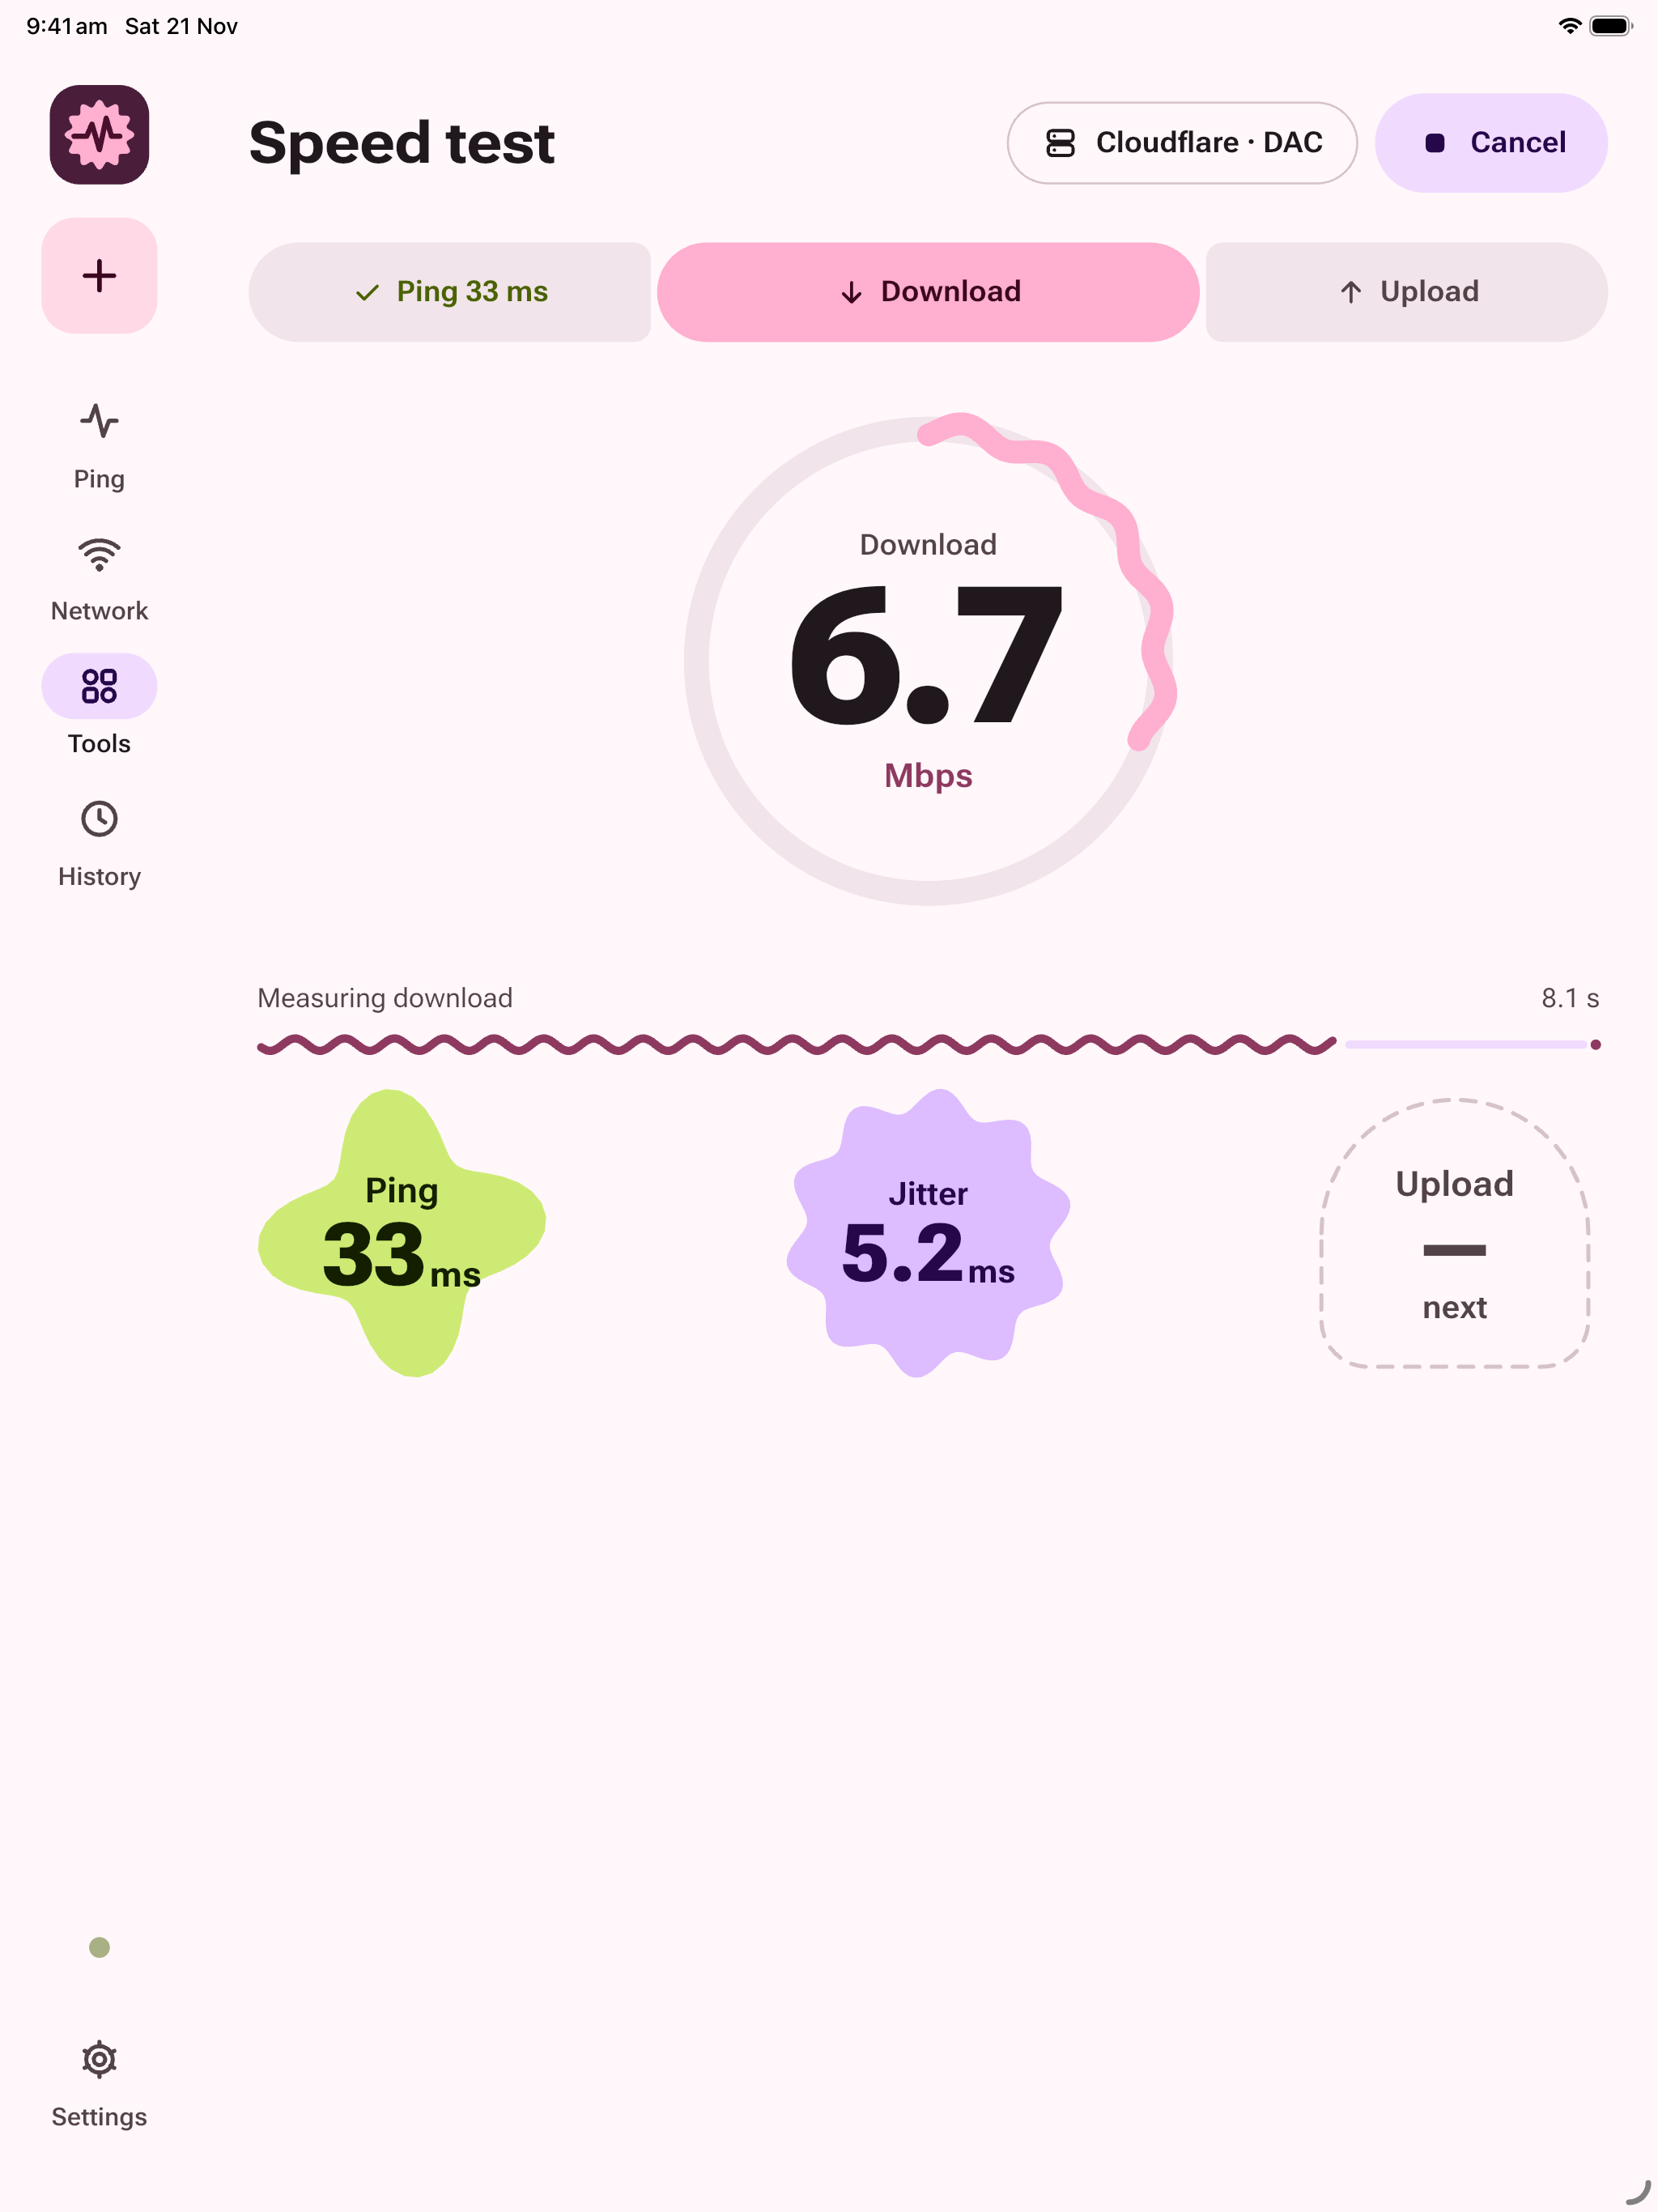 9:41 am Sat 21 Nov
Speed test
Cloudflare · DAC
Cancel
Ping 33 ms
Download
Upload
Ping
Network
Tools
History
Download
6.7
Mbps
Measuring download
8.1 s
Ping
33 ms
Jitter
5.2 ms
Upload
—
next
Settings